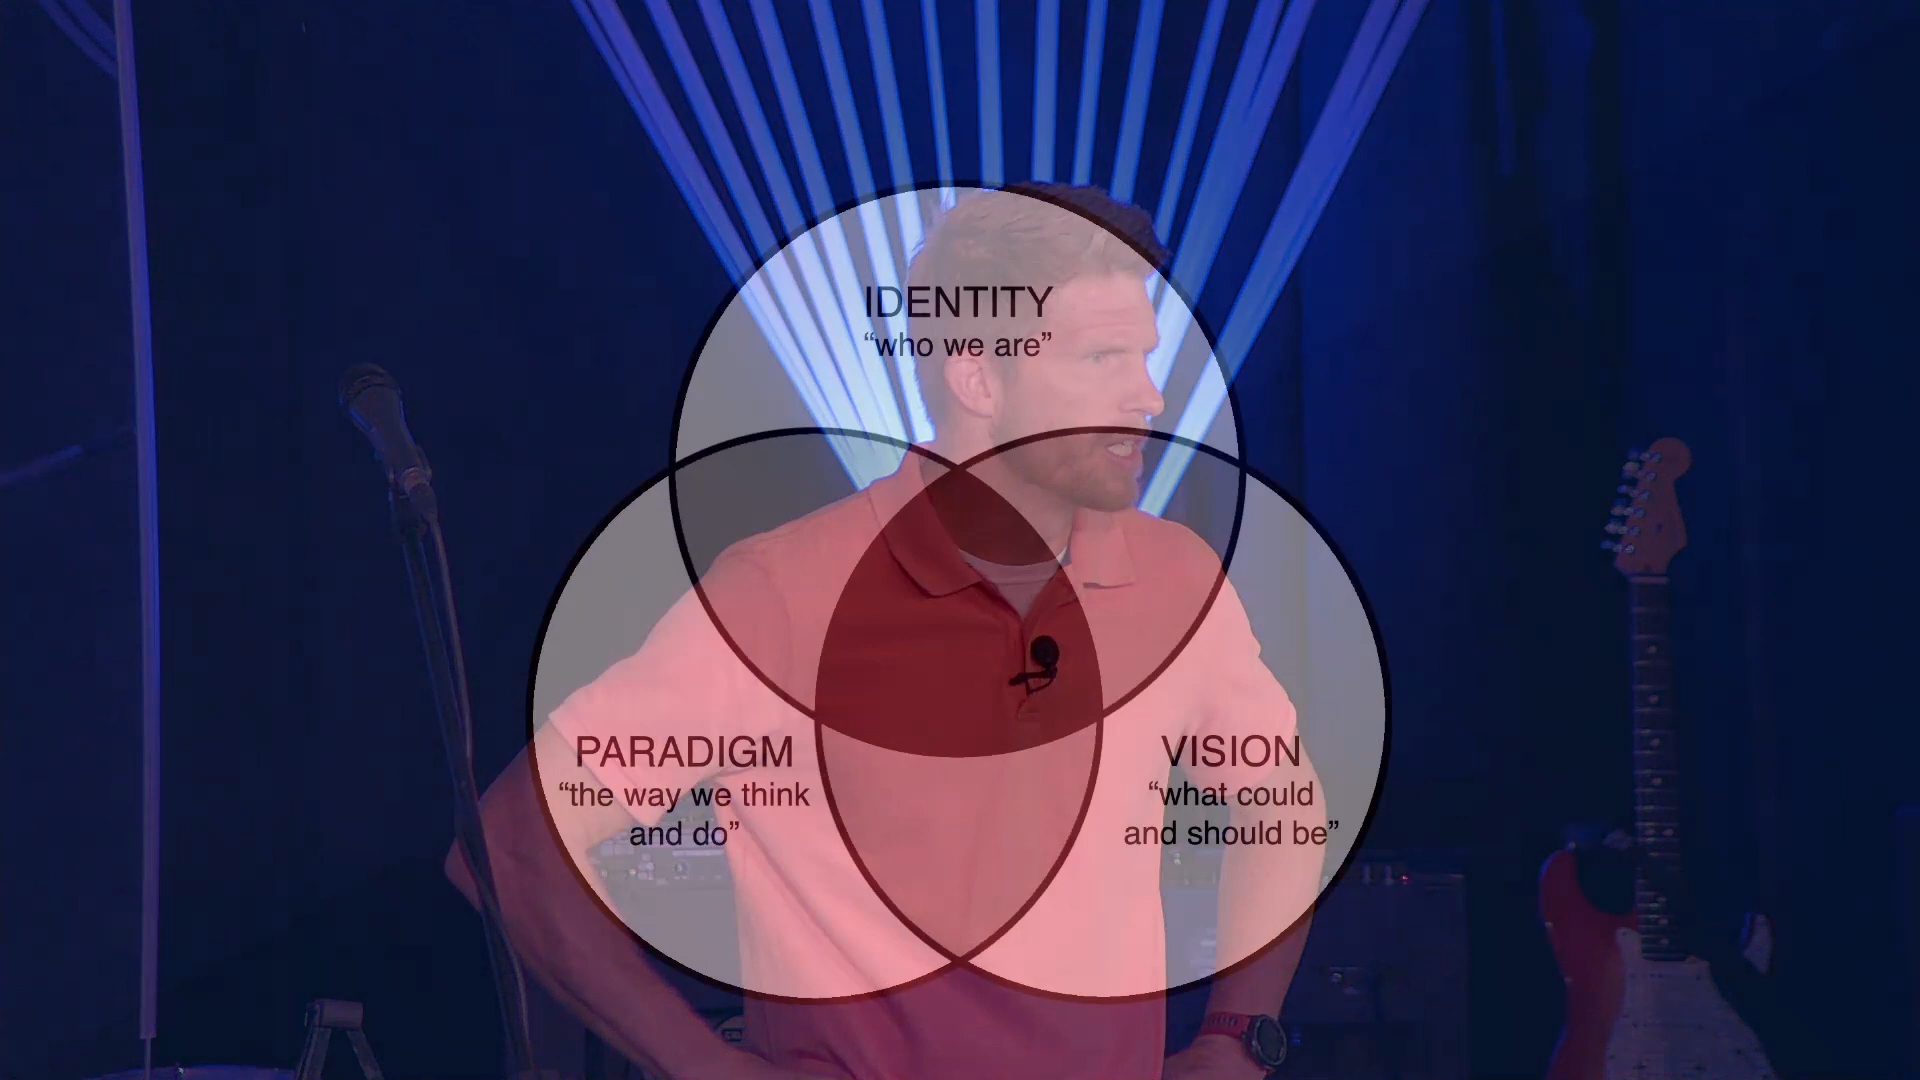 IDENTITY
“who we are”
PARADIGM
“the way we think
and do”
VISION
“what could
and should be”